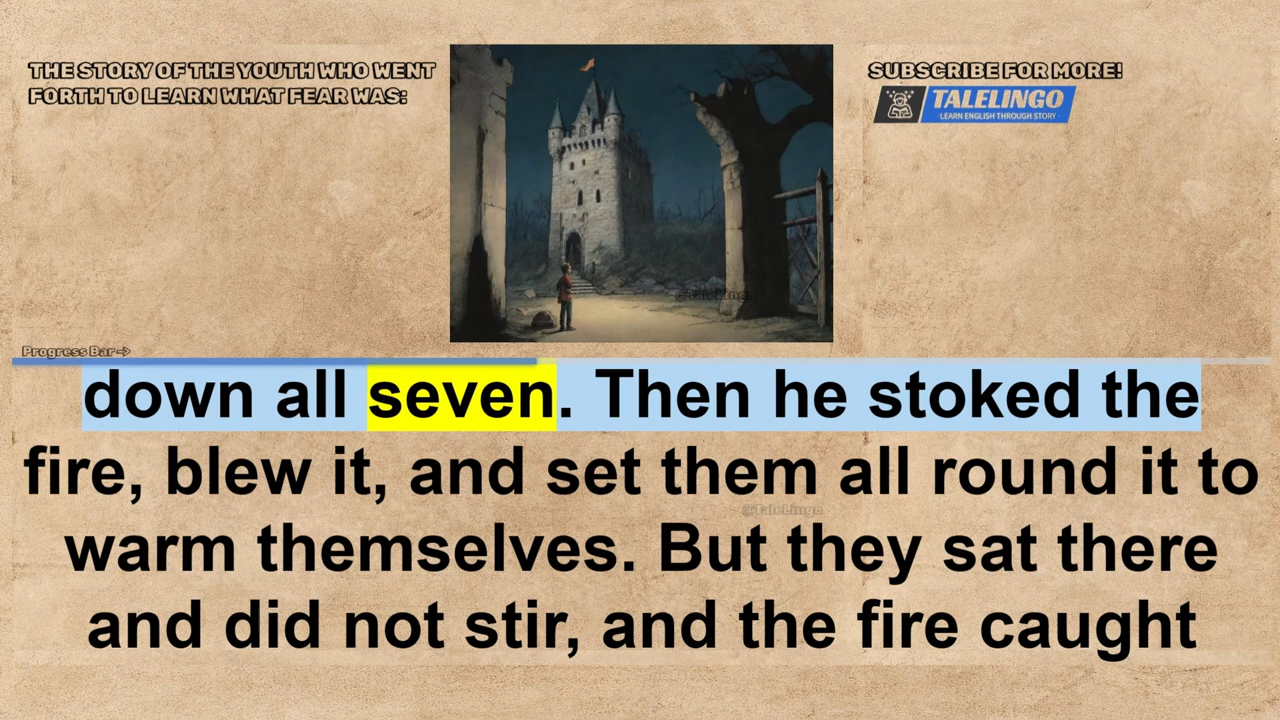 THE STORY OF THE YOUTH WHO WENT
FORTH TO LEARN WHAT FEAR WAS:
SUBSCRIBE FOR MORE!
TALELINGO
·LEARN ENGLISH THROUGH STORY·
@TaleLingo
Progress Bar->
down all seven. Then he stoked the
fire, blew it, and set them all round it to
@TaleLingo
warm themselves. But they sat there
and did not stir, and the fire caught